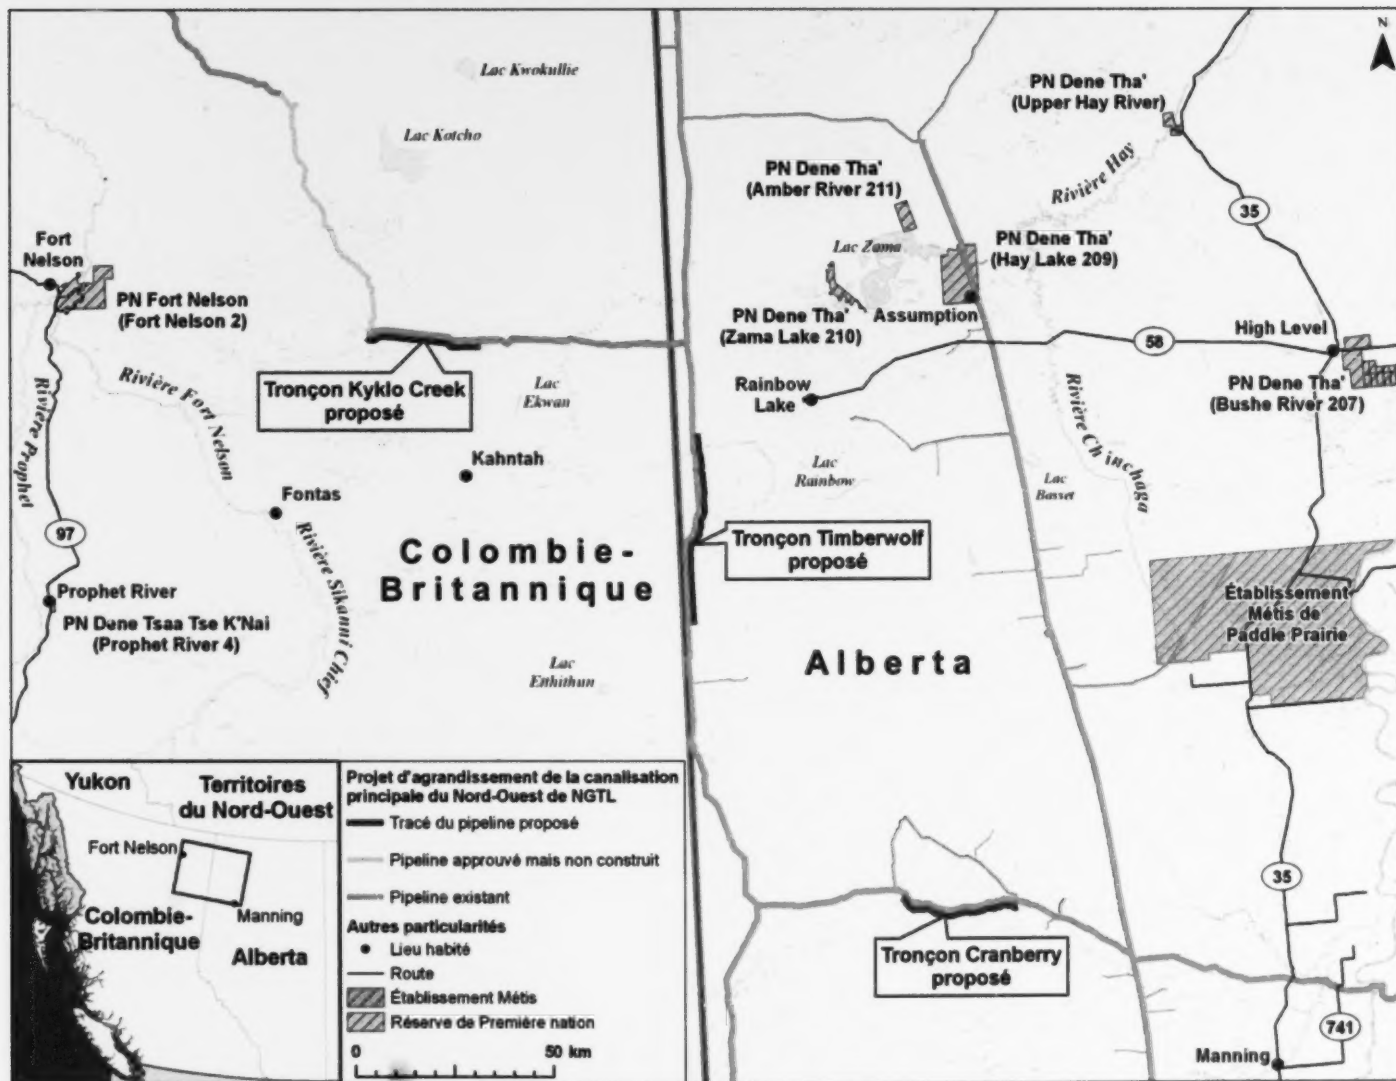 Lac Kwokullie
Lac Kotcho
N
PN Dene Tha'
(Upper Hay River)
PN Dene Tha'
(Amber River 211)
Rivière Hay
35
Lac Zama
PN Dene Tha'
(Hay Lake 209)
Fort
Nelson
PN Fort Nelson
(Fort Nelson 2)
PN Dene Tha'
(Zama Lake 210)
Assumption
58
High Level
Tronçon Kyklo Creek
proposé
Lac
Ekwan
Rainbow
Lake
PN Dene Tha'
(Bushe River 207)
Rivière Prophet
Rivière Fort Nelson
Rivière Chinchaga
Kahntah
Lac
Rainbow
Lac
Basset
Fontas
97
Colombie-
Britannique
Tronçon Timberwolf
proposé
Rivière Sikanni Chief
Prophet River
PN Dene Tsaa Tse K'Nai
(Prophet River 4)
Établissement
Métis de
Paddle Prairie
Lac
Etthithun
Alberta
Yukon
Territoires
du Nord-Ouest
Fort Nelson
Manning
Colombie-
Britannique
Alberta
Projet d'agrandissement de la canalisation
principale du Nord-Ouest de NGTL
Tracé du pipeline proposé
Pipeline approuvé mais non construit
Pipeline existant
Autres particularités
Lieu habité
Route
Établissement Métis
Réserve de Première nation
0 50 km
35
Tronçon Cranberry
proposé
741
Manning